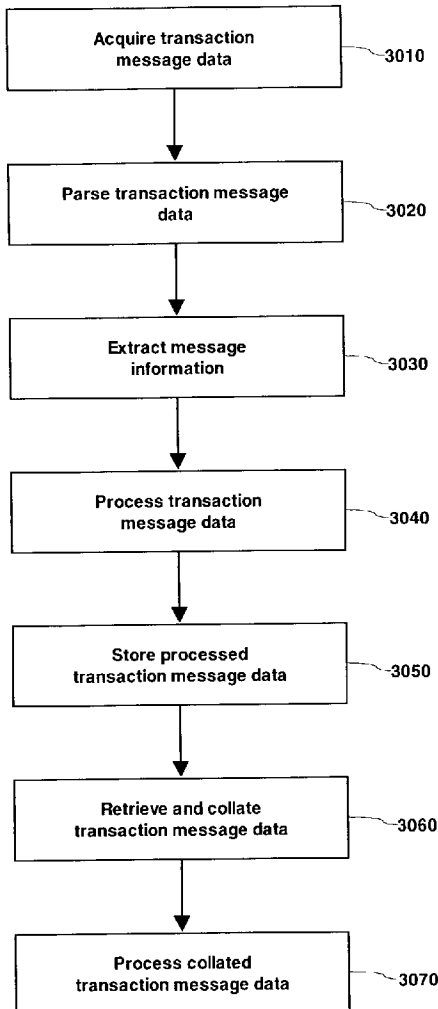 Acquire transaction
message data
3010
Parse transaction message
data
3020
Extract message
information
3030
Process transaction
message data
3040
Store processed
transaction message data
3050
Retrieve and collate
transaction message data
3060
Process collated
transaction message data
3070